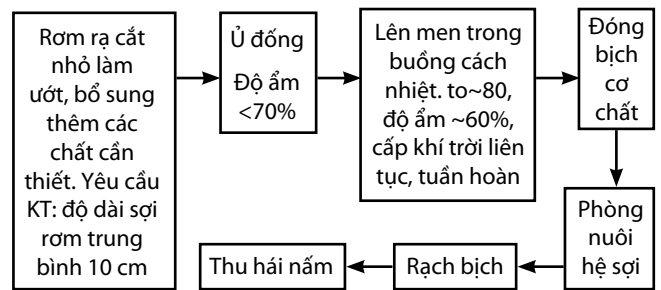 Rơm rạ cắt
nhỏ làm
ướt, bổ sung
thêm các
chất cần
thiết. Yêu cầu
KT: độ dài sợi
rơm trung
bình 10 cm
Ủ đống
Độ ẩm
<70%
Lên men trong
buồng cách
nhiệt. to~80,
độ ẩm ~60%,
cấp khí trời liên
tục, tuần hoàn
Đóng
bịch
cơ
chất
Phòng
nuôi
hệ sợi
Rạch bịch
Thu hái nấm